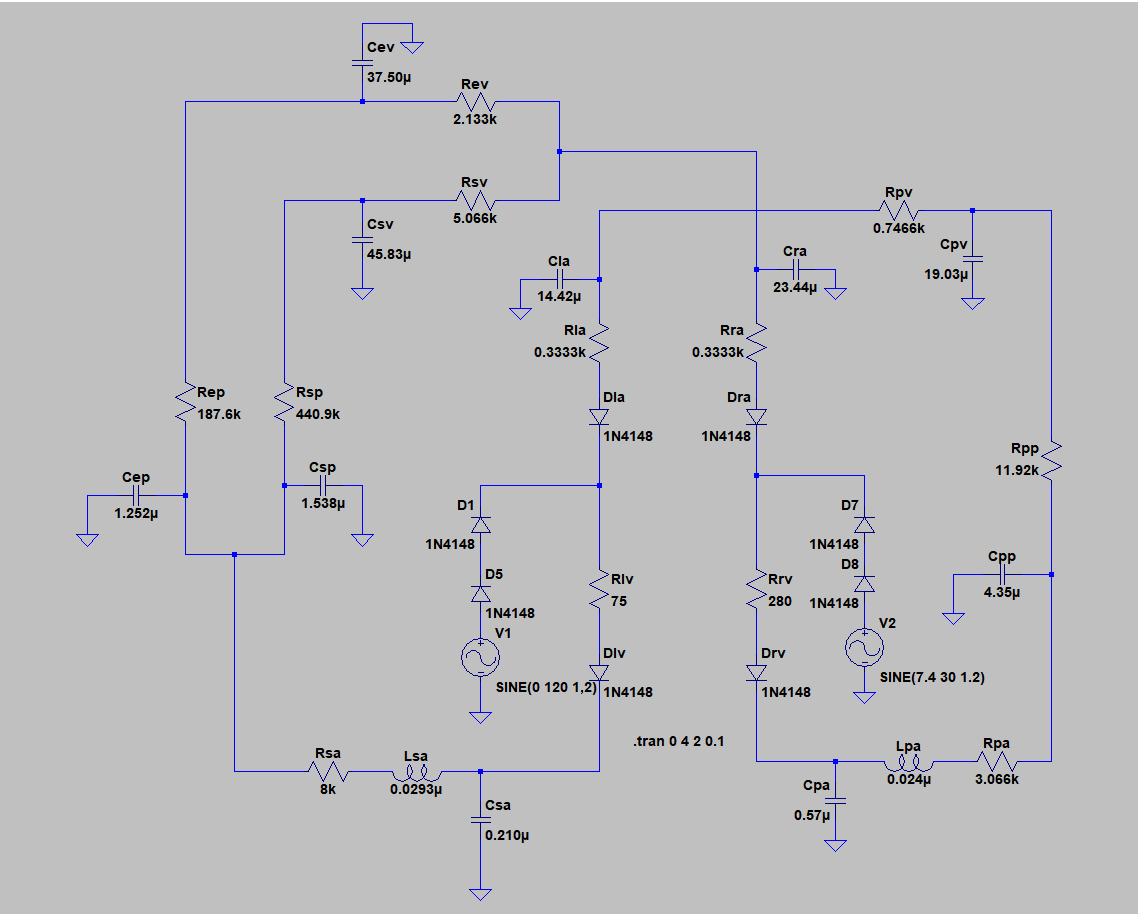 Cev
37.50µ
Rev
2.133k
Rsv
5.066k
Csv
45.83µ
Rpv
0.7466k
Cpv
19.03µ
Cla
14.42µ
Cra
23.44µ
Rla
0.3333k
Rra
0.3333k
Rep
187.6k
Rsp
440.9k
Dla
1N4148
Dra
1N4148
Rpp
11.92k
Cep
1.252µ
Csp
1.538µ
D1
1N4148
D7
1N4148
D5
1N4148
D8
1N4148
Rlv
75
Rrv
280
Cpp
4.35µ
V1
SINE(0 120 1,2)
V2
SINE(7.4 30 1.2)
Dlv
1N4148
Drv
1N4148
.tran 0 4 2 0.1
Rsa
8k
Lsa
0.0293µ
Csa
0.210µ
Lpa
0.024µ
Rpa
3.066k
Cpa
0.57µ